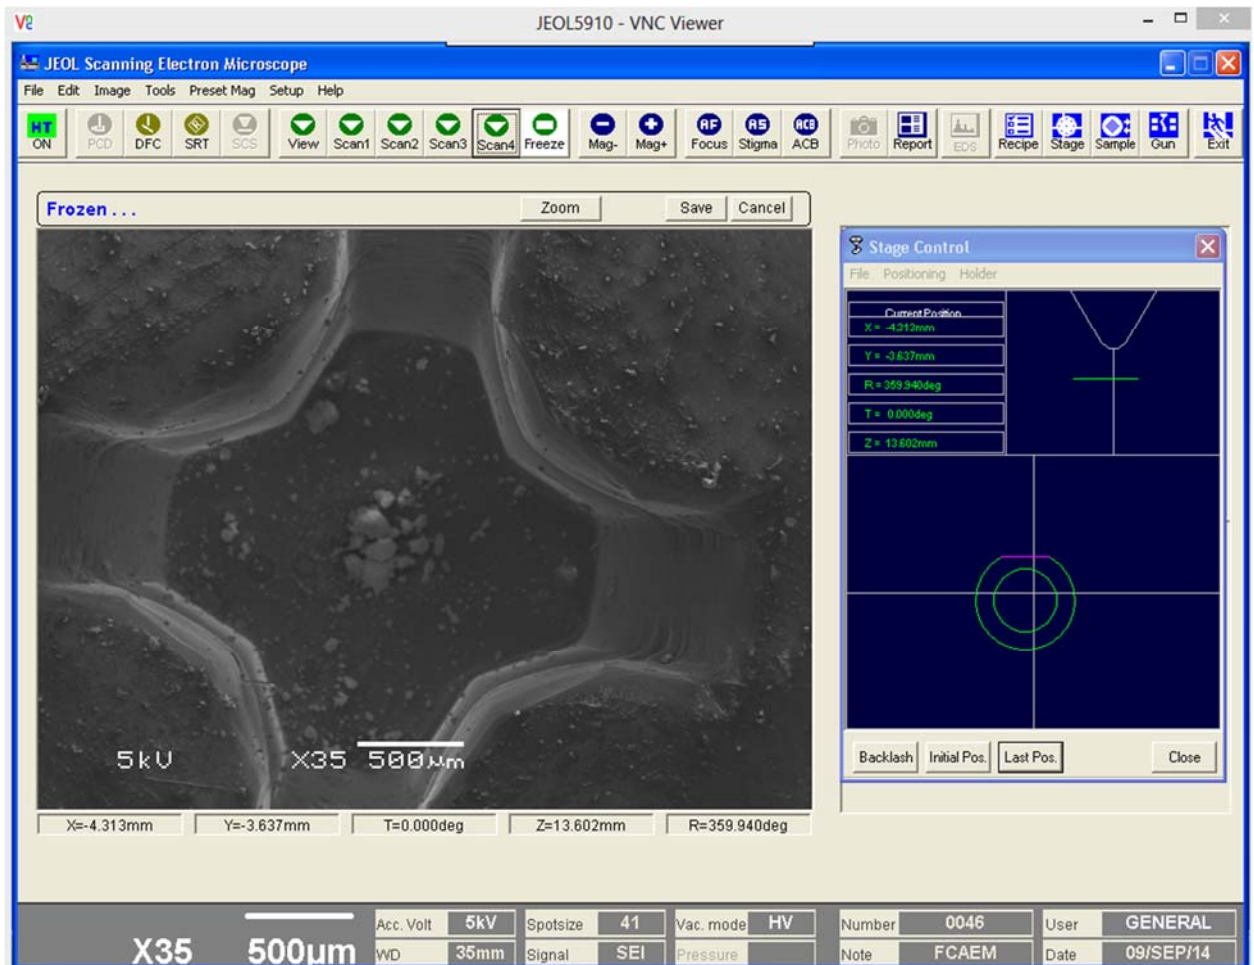 V2 JEOL5910 - VNC Viewer
JEOL Scanning Electron Microscope
File Edit Image Tools Preset Mag Setup Help
HT
ON PCD DFC SRT SCS View Scan1 Scan2 Scan3 Scan4 Freeze Mag- Mag+ AF Focus AS Stigma ACB ACB Photo Report EDS Recipe Stage Sample Gun Exit
Frozen . . . Zoom Save Cancel
Stage Control
File Positioning Holder
Current Position
X = -4.313mm
Y = -3.637mm
R = 359.940deg
T = 0.000deg
Z = 13.602mm
5kU X35 500µm
Backlash Initial Pos. Last Pos. Close
X=-4.313mm Y=-3.637mm T=0.000deg Z=13.602mm R=359.940deg
X35 500µm
Acc. Volt 5kV Spotsize 41 Vac. mode HV Number 0046 User GENERAL
WD 35mm Signal SEI Pressure Note FCAEM Date 09/SEP/14